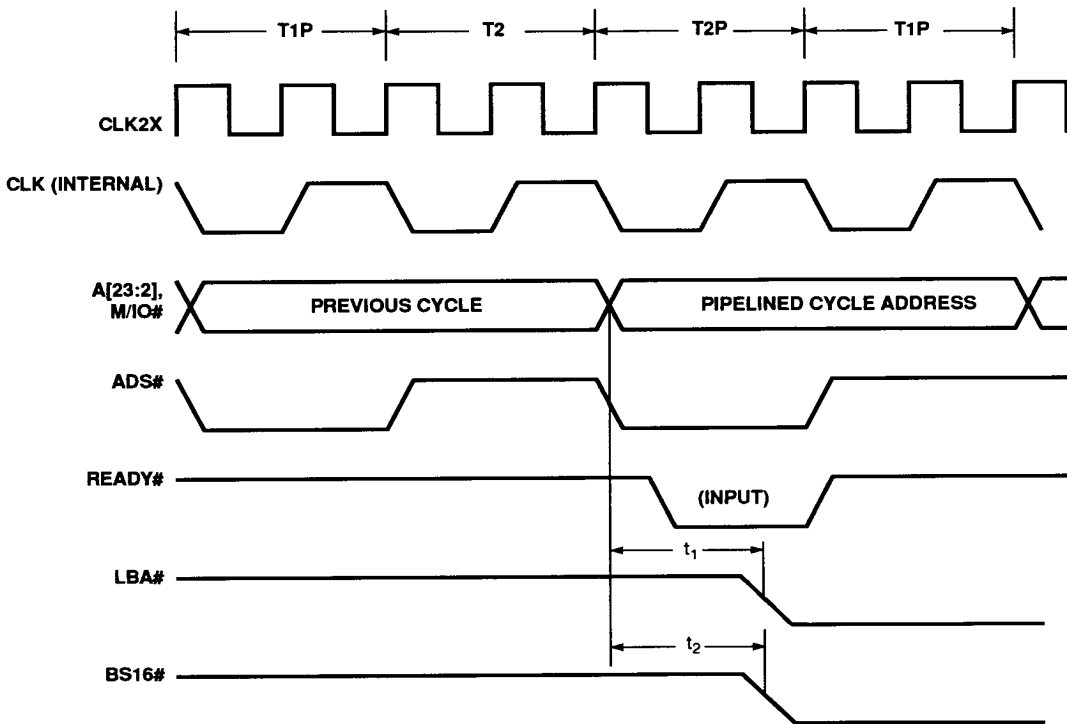 T1P T2 T2P T1P
CLK2X
CLK (INTERNAL)
A[23:2],
M/IO#
PREVIOUS CYCLE PIPELINED CYCLE ADDRESS
ADS#
READY#
(INPUT)
t1
LBA#
t2
BS16#